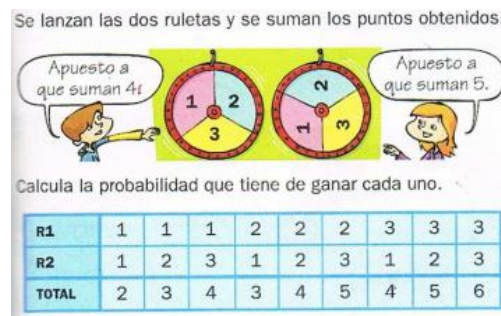 Se lanzan las dos ruletas y se suman los puntos obtenidos
Apuesto a
que suman 4!
Apuesto a
que suman 5.
1 2 3
2 1 3
Calcula la probabilidad que tiene de ganar cada uno.
R1 1 1 1 2 2 2 3 3 3
R2 1 2 3 1 2 3 1 2 3
TOTAL 2 3 4 3 4 5 4 5 6